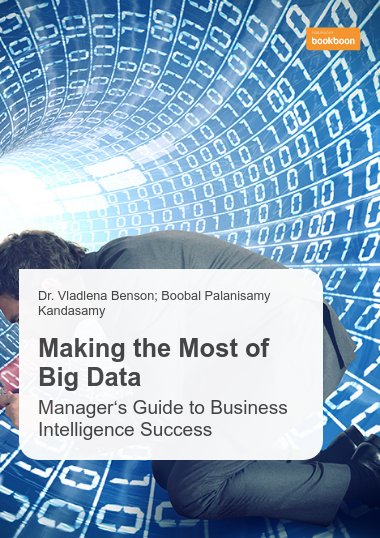 bookboon
Dr. Vladlena Benson; Boobal Palanisamy
Kandasamy
Making the Most of
Big Data
Manager‘s Guide to Business
Intelligence Success